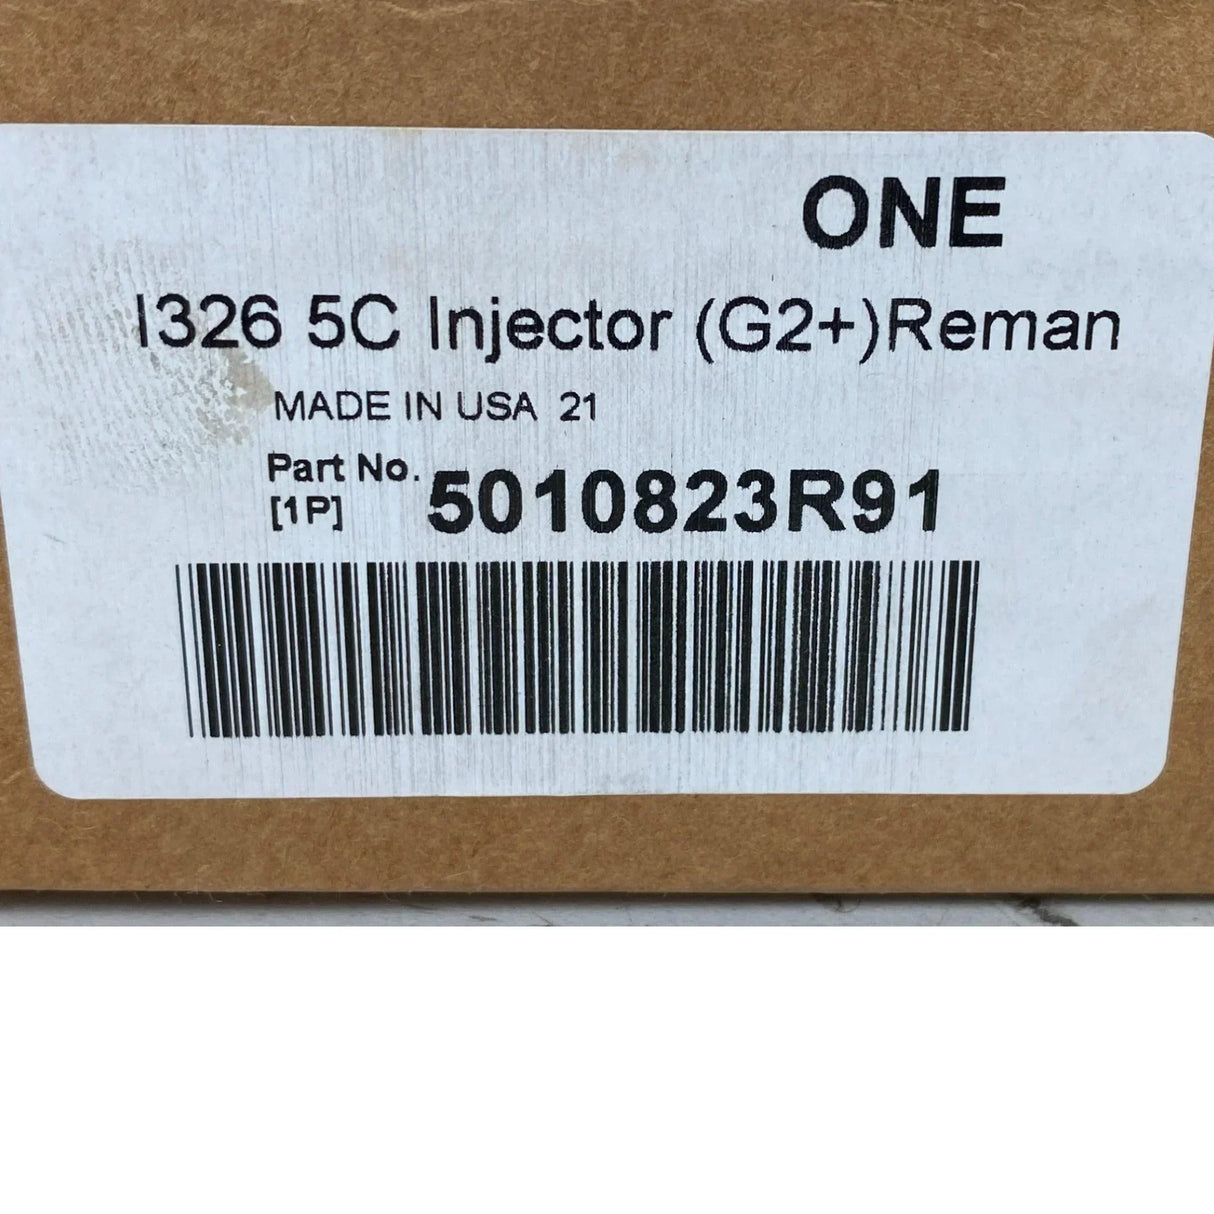 ONE
I326 5C Injector (G2+)Reman
MADE IN USA 21
Part No. 5010823R91
[1P]